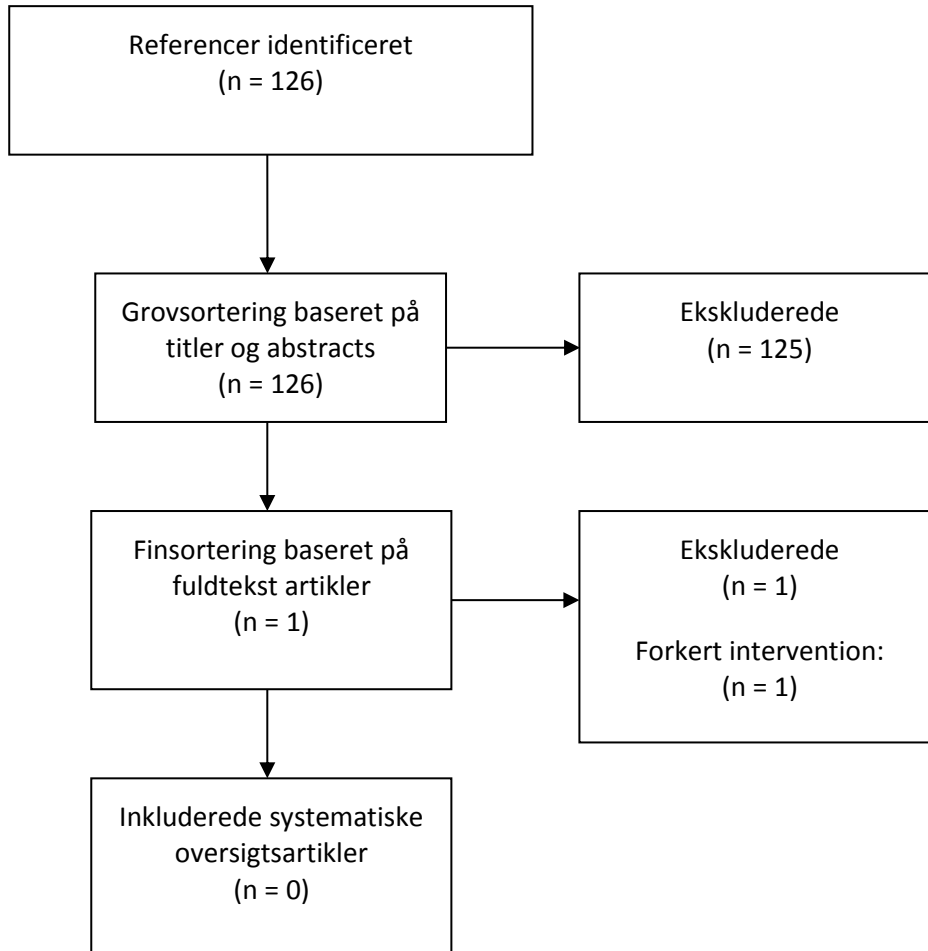 Referencer identificeret
(n = 126)
Grovsortering baseret på
titler og abstracts
(n = 126)
Ekskluderede
(n = 125)
Finsortering baseret på
fuldtekst artikler
(n = 1)
Ekskluderede
(n = 1)
Forkert intervention:
(n = 1)
Inkluderede systematiske
oversigtsartikler
(n = 0)